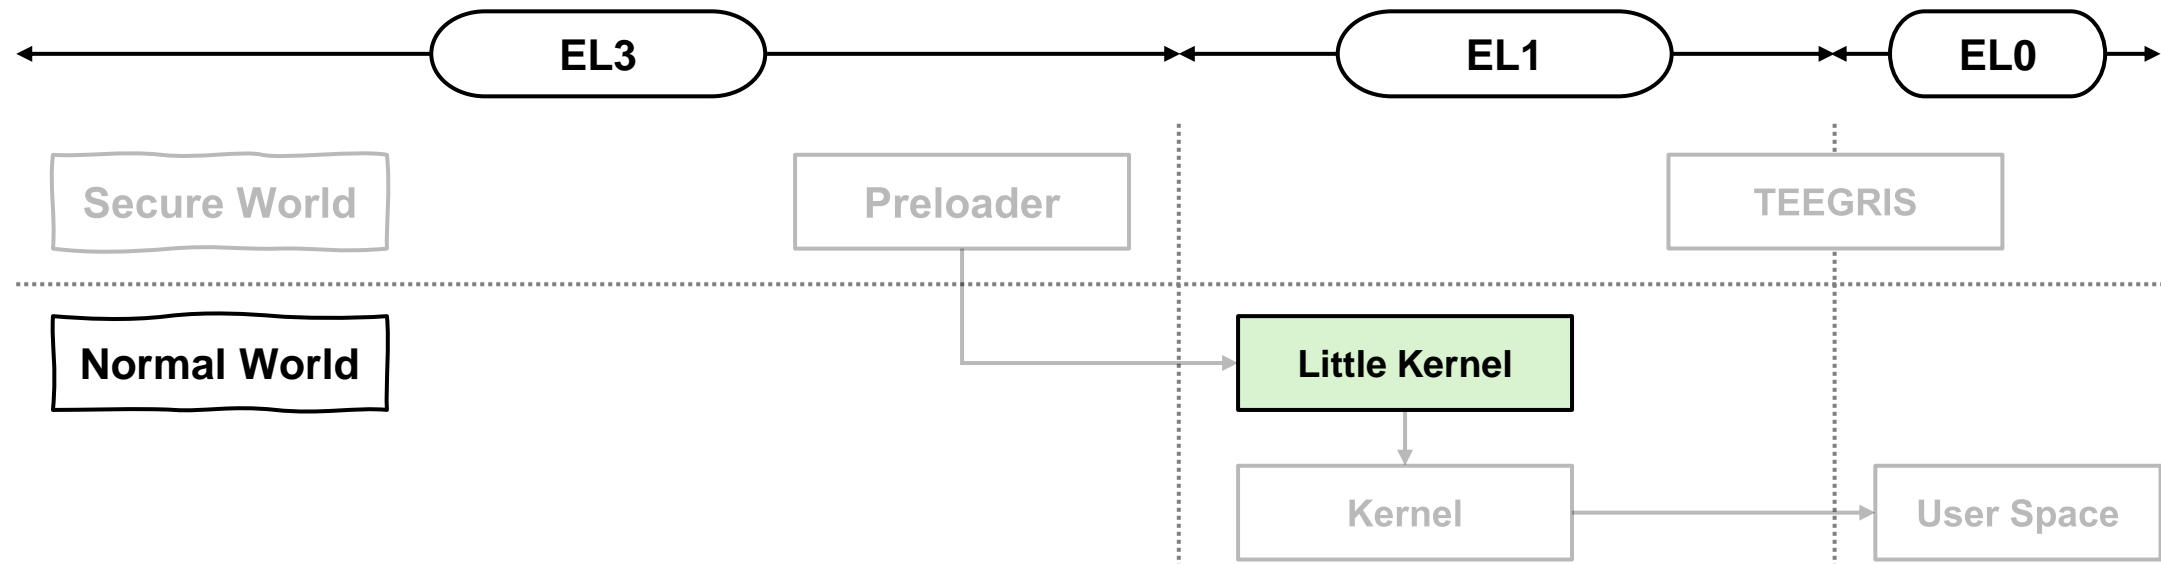 EL3
EL1
EL0
Secure World
Preloader
TEEGRIS
Normal World
Little Kernel
Kernel
User Space